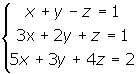 x + y − z = 1
3x + 2y + z = 1
5x + 3y + 4z = 2